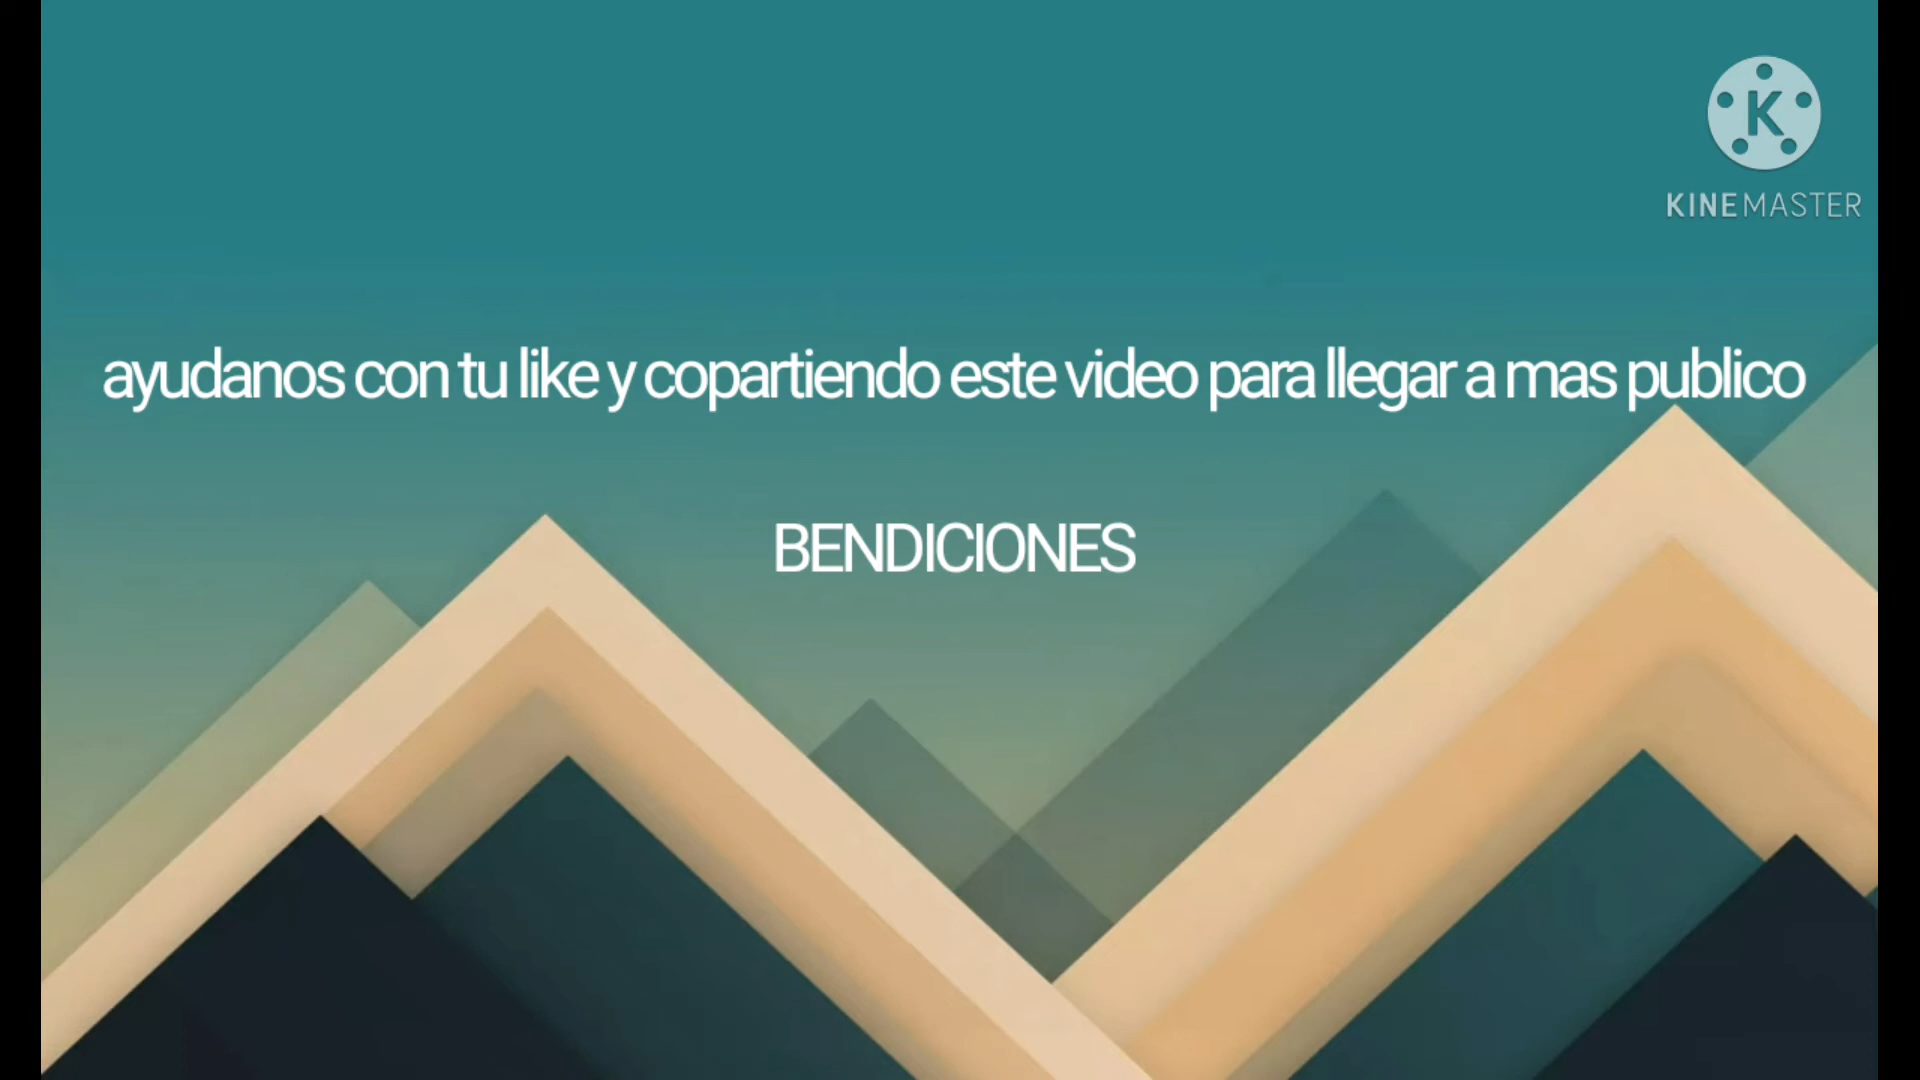 K
KINEMASTER
ayudanos con tu like y copartiendo este video para llegar a mas publico
BENDICIONES